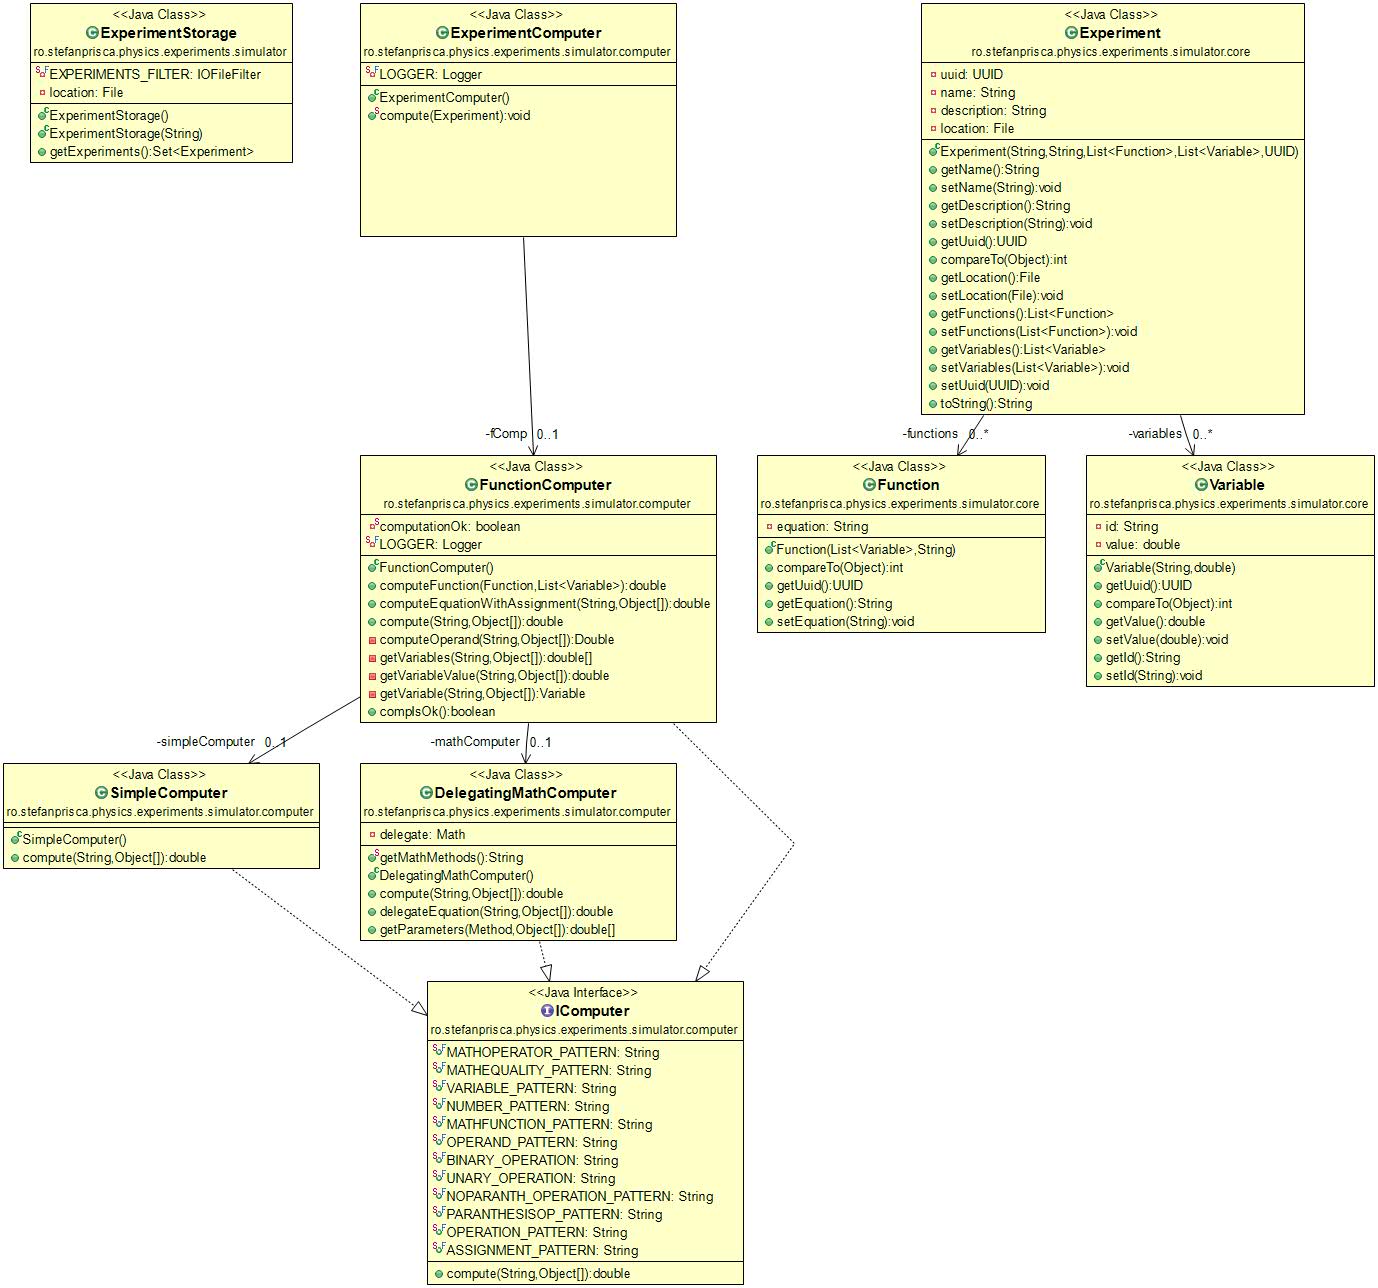 <<Java Class>>
ExperimentStorage
ro.stefanprisca.physics.experiments.simulator
EXPERIMENTS_FILTER: IOFileFilter
location: File
ExperimentStorage()
ExperimentStorage(String)
getExperiments():Set<Experiment>
<<Java Class>>
ExperimentComputer
ro.stefanprisca.physics.experiments.simulator.computer
LOGGER: Logger
ExperimentComputer()
compute(Experiment):void
<<Java Class>>
Experiment
ro.stefanprisca.physics.experiments.simulator.core
uuid: UUID
name: String
description: String
location: File
Experiment(String,String,List<Function>,List<Variable>,UUID)
getName():String
setName(String):void
getDescription():String
setDescription(String):void
getUuid():UUID
compareTo(Object):int
getLocation():File
setLocation(File):void
getFunctions():List<Function>
setFunctions(List<Function>):void
getVariables():List<Variable>
setVariables(List<Variable>):void
setUuid(UUID):void
toString():String
-fComp 0..1
-functions 0..*
-variables 0..*
<<Java Class>>
FunctionComputer
ro.stefanprisca.physics.experiments.simulator.computer
computationOk: boolean
LOGGER: Logger
FunctionComputer()
computeFunction(Function,List<Variable>):double
computeEquationWithAssignment(String,Object[]):double
compute(String,Object[]):double
computeOperand(String,Object[]):Double
getVariables(String,Object[]):double[]
getVariableValue(String,Object[]):double
getVariable(String,Object[]):Variable
compIsOk():boolean
<<Java Class>>
Function
ro.stefanprisca.physics.experiments.simulator.core
equation: String
Function(List<Variable>,String)
compareTo(Object):int
getUuid():UUID
getEquation():String
setEquation(String):void
<<Java Class>>
Variable
ro.stefanprisca.physics.experiments.simulator.core
id: String
value: double
Variable(String,double)
getUuid():UUID
compareTo(Object):int
getValue():double
setValue(double):void
getId():String
setId(String):void
-simpleComputer 0..1
-mathComputer 0..1
<<Java Class>>
SimpleComputer
ro.stefanprisca.physics.experiments.simulator.computer
SimpleComputer()
compute(String,Object[]):double
<<Java Class>>
DelegatingMathComputer
ro.stefanprisca.physics.experiments.simulator.computer
delegate: Math
getMathMethods():String
DelegatingMathComputer()
compute(String,Object[]):double
delegateEquation(String,Object[]):double
getParameters(Method,Object[]):double[]
<<Java Interface>>
IComputer
ro.stefanprisca.physics.experiments.simulator.computer
MATHOPERATOR_PATTERN: String
MATHEQUALITY_PATTERN: String
VARIABLE_PATTERN: String
NUMBER_PATTERN: String
MATHFUNCTION_PATTERN: String
OPERAND_PATTERN: String
BINARY_OPERATION: String
UNARY_OPERATION: String
NOPARANTH_OPERATION_PATTERN: String
PARANTHESISOP_PATTERN: String
OPERATION_PATTERN: String
ASSIGNMENT_PATTERN: String
compute(String,Object[]):double